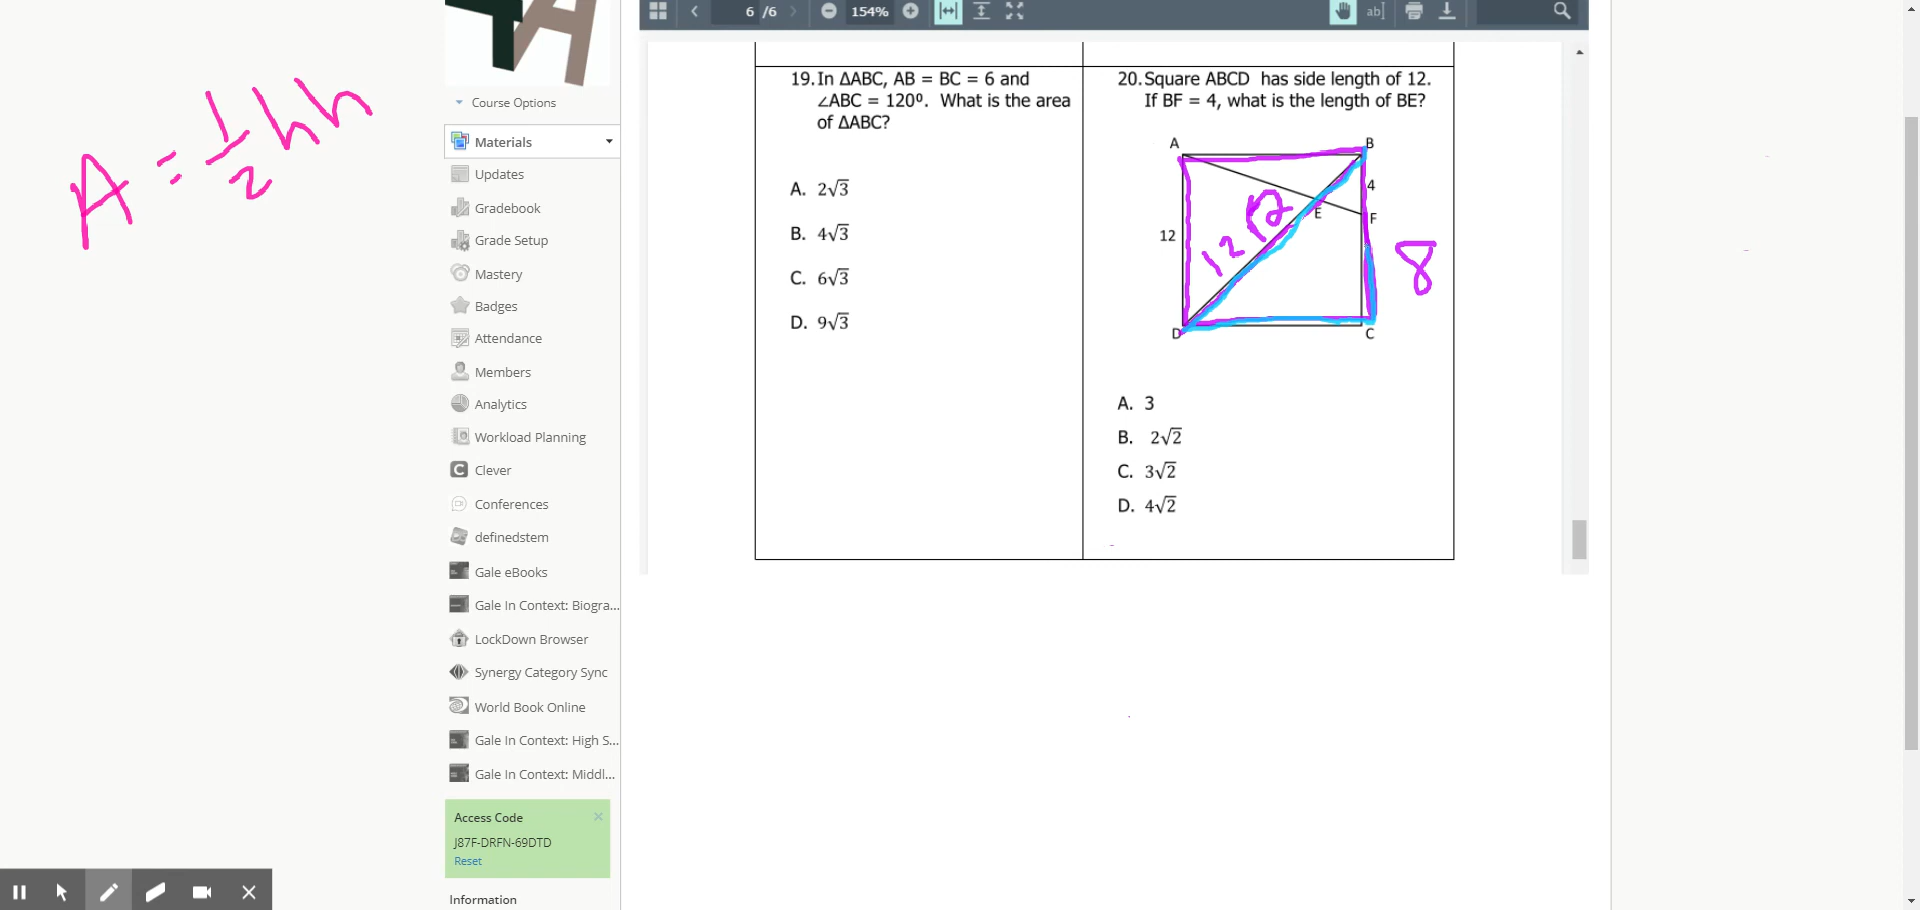 6 /6
154%
ab
A = 1/2 bh
Course Options
Materials
Updates
Gradebook
Grade Setup
Mastery
Badges
Attendance
Members
Analytics
Workload Planning
Clever
Conferences
definedstem
Gale eBooks
Gale In Context: Biogra...
LockDown Browser
Synergy Category Sync
World Book Online
Gale In Context: High S...
Gale In Context: Middl...
Access Code
J87F-DRFN-69DTD
Reset
Information
19. In ΔABC, AB = BC = 6 and
∠ABC = 120⁰. What is the area
of ΔABC?
A. 2√3
B. 4√3
C. 6√3
D. 9√3
20. Square ABCD has side length of 12.
If BF = 4, what is the length of BE?
A
B
4
E
F
12
12√2
8
D
C
A. 3
B. 2√2
C. 3√2
D. 4√2